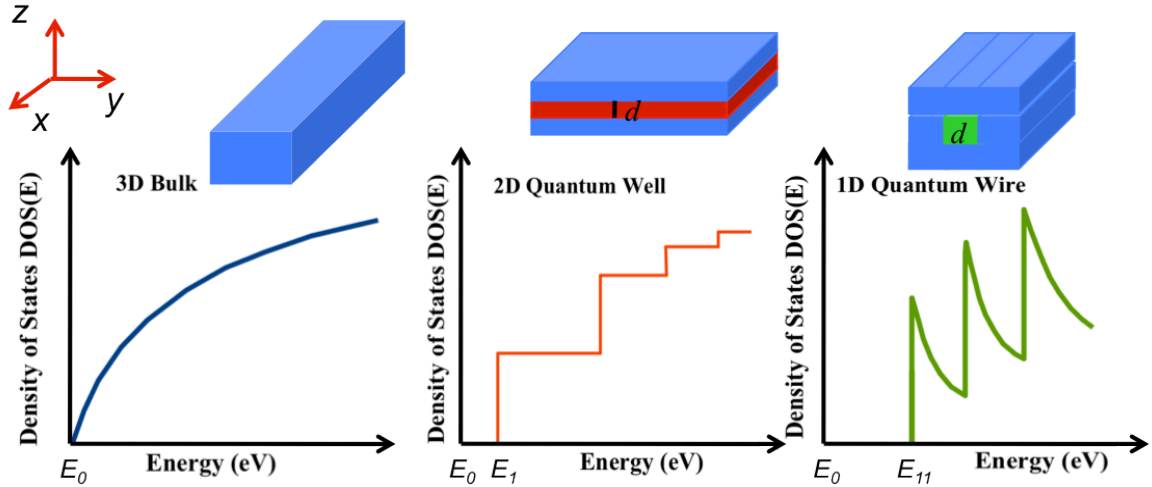 z
y
x
d
d
3D Bulk
2D Quantum Well
1D Quantum Wire
Density of States DOS(E)
Density of States DOS(E)
Density of States DOS(E)
E₀
Energy (eV)
E₀
E₁
Energy (eV)
E₀
E₁₁
Energy (eV)